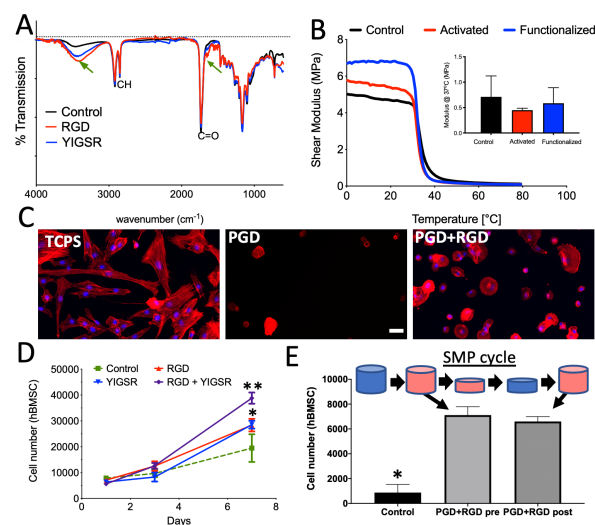 A
% Transmission
CH
C=O
Control
RGD
YIGSR
4000 3000 2000 1000
wavenumber (cm-1)
B
Control Activated Functionalized
Shear Modulus (MPa)
10
8
6
4
2
0
0 20 40 60 80 100
Temperature [°C]
Modulus @ 37°C (MPa)
1.5
1.0
0.5
0.0
Control Activated Functionalized
C
TCPS PGD PGD+RGD
D
Control RGD
YIGSR RGD + YIGSR
Cell number (hBMSC)
50000
40000
30000
20000
10000
0
0 2 4 6 8
Days
**
*
E
SMP cycle
Cell number (hBMSC)
10000
8000
6000
4000
2000
0
*
Control PGD+RGD pre PGD+RGD post